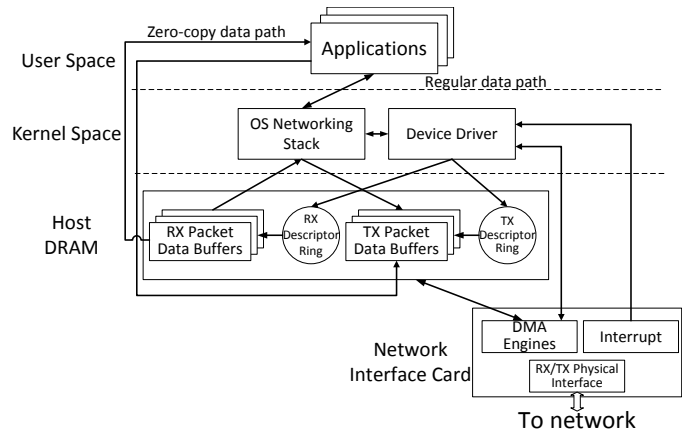 Zero-copy data path
Applications
User Space
Regular data path
Kernel Space
OS Networking
Stack
Device Driver
Host
DRAM
RX Packet
Data Buffers
RX
Descriptor
Ring
TX Packet
Data Buffers
TX
Descriptor
Ring
Network
Interface Card
DMA
Engines
Interrupt
RX/TX Physical
Interface
To network